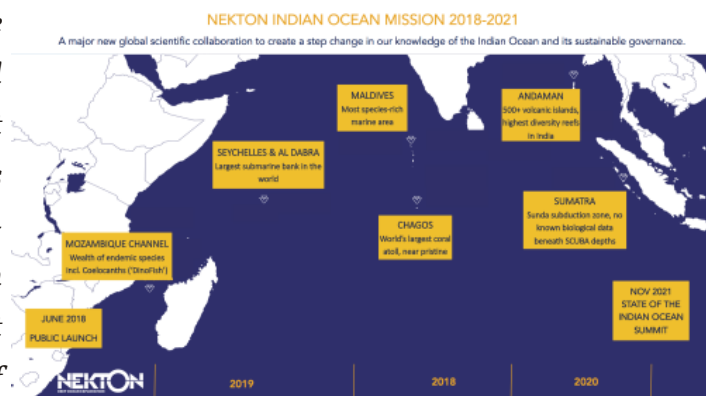 NEKTON INDIAN OCEAN MISSION 2018-2021
A major new global scientific collaboration to create a step change in our knowledge of the Indian Ocean and its sustainable governance.
MALDIVES
Most species-rich
marine area
ANDAMAN
500+ volcanic islands,
highest diversity reefs
in India
SEYCHELLES & AL DABRA
Largest submarine bank in the
world
SUMATRA
Sunda subduction zone, no
known biological data
beneath SCUBA depths
CHAGOS
World's largest coral
atoll, near pristine
MOZAMBIQUE CHANNEL
Wealth of endemic species
incl. Coelocanths ('DinoFish')
NOV 2021
STATE OF THE
INDIAN OCEAN
SUMMIT
JUNE 2018
PUBLIC LAUNCH
NEKTON
2019
2018
2020